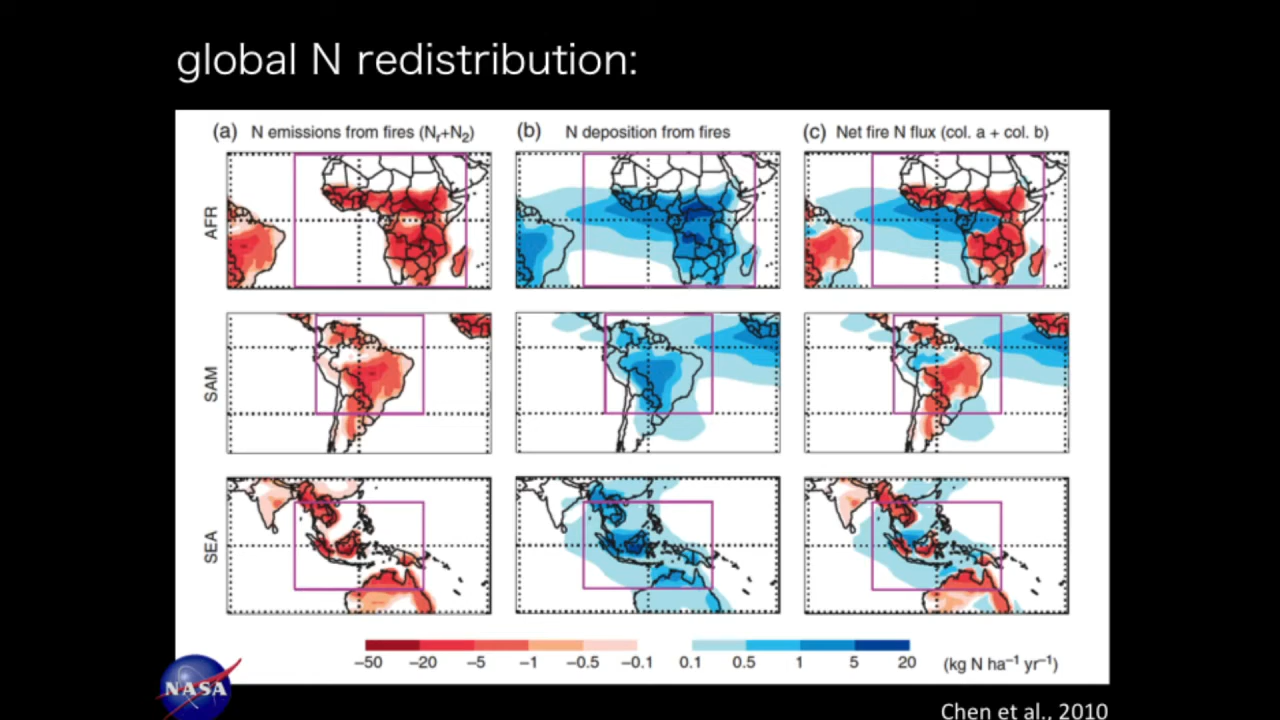 global N redistribution:
(a) N emissions from fires (Nr+N2)
(b) N deposition from fires
(c) Net fire N flux (col. a + col. b)
AFR
SAM
SEA
−50 −20 −5 −1 −0.5 −0.1 0.1 0.5 1 5 20 (kg N ha−1 yr−1)
NASA
Chen et al., 2010